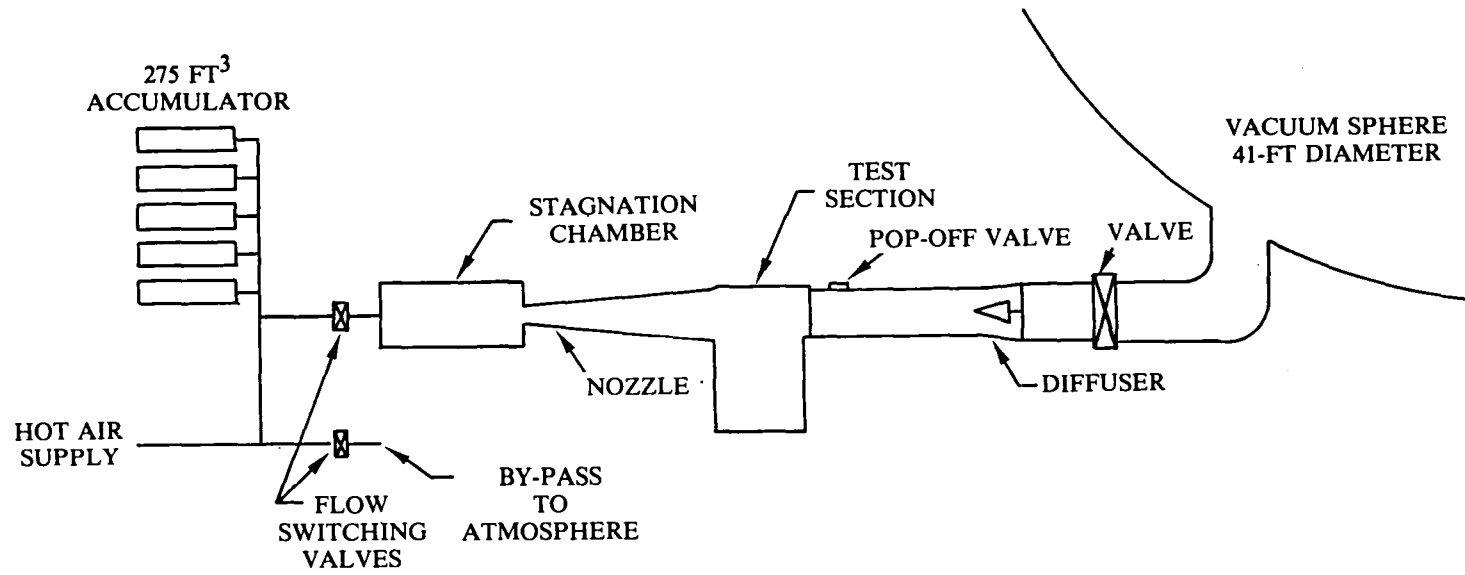 275 FT³
ACCUMULATOR
VACUUM SPHERE
41-FT DIAMETER
TEST
SECTION
STAGNATION
CHAMBER
POP-OFF VALVE
VALVE
NOZZLE
DIFFUSER
HOT AIR
SUPPLY
FLOW
SWITCHING
VALVES
BY-PASS
TO
ATMOSPHERE